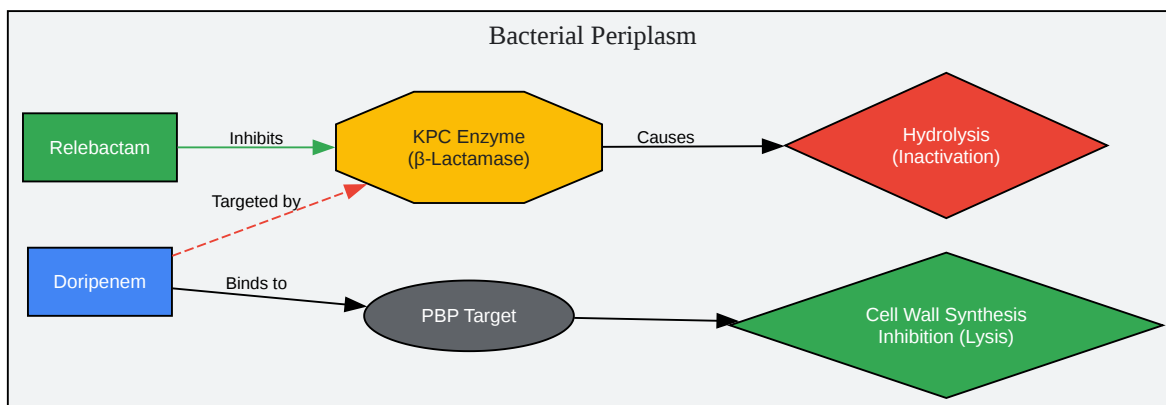 Bacterial Periplasm
Relebactam
Inhibits
KPC Enzyme
(β-Lactamase)
Causes
Hydrolysis
(Inactivation)
Targeted by
Doripenem
Binds to
PBP Target
Cell Wall Synthesis
Inhibition (Lysis)